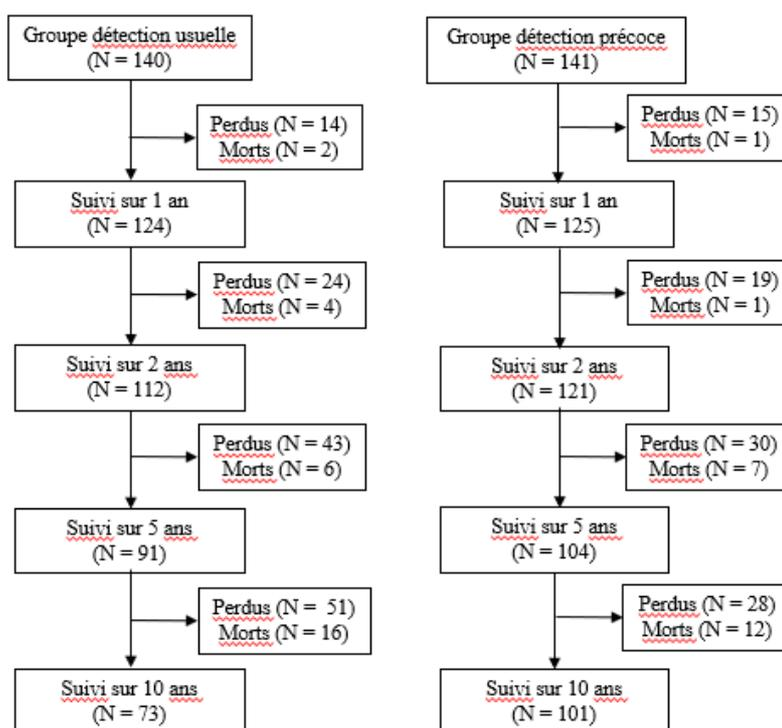 Groupe détection usuelle
(N = 140)
Perdus (N = 14)
Morts (N = 2)
Suivi sur 1 an
(N = 124)
Perdus (N = 24)
Morts (N = 4)
Suivi sur 2 ans
(N = 112)
Perdus (N = 43)
Morts (N = 6)
Suivi sur 5 ans
(N = 91)
Perdus (N = 51)
Morts (N = 16)
Suivi sur 10 ans
(N = 73)
Groupe détection précoce
(N = 141)
Perdus (N = 15)
Morts (N = 1)
Suivi sur 1 an
(N = 125)
Perdus (N = 19)
Morts (N = 1)
Suivi sur 2 ans
(N = 121)
Perdus (N = 30)
Morts (N = 7)
Suivi sur 5 ans
(N = 104)
Perdus (N = 28)
Morts (N = 12)
Suivi sur 10 ans
(N = 101)